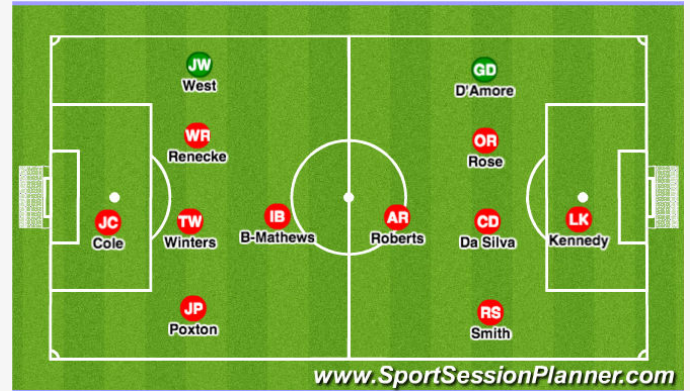 JW
West
GD
D'Amore
WR
Renecke
OR
Rose
JC
Cole
TW
Winters
IB
B-Mathews
AR
Roberts
CD
Da Silva
LK
Kennedy
JP
Poxton
RS
Smith
www.SportSessionPlanner.com